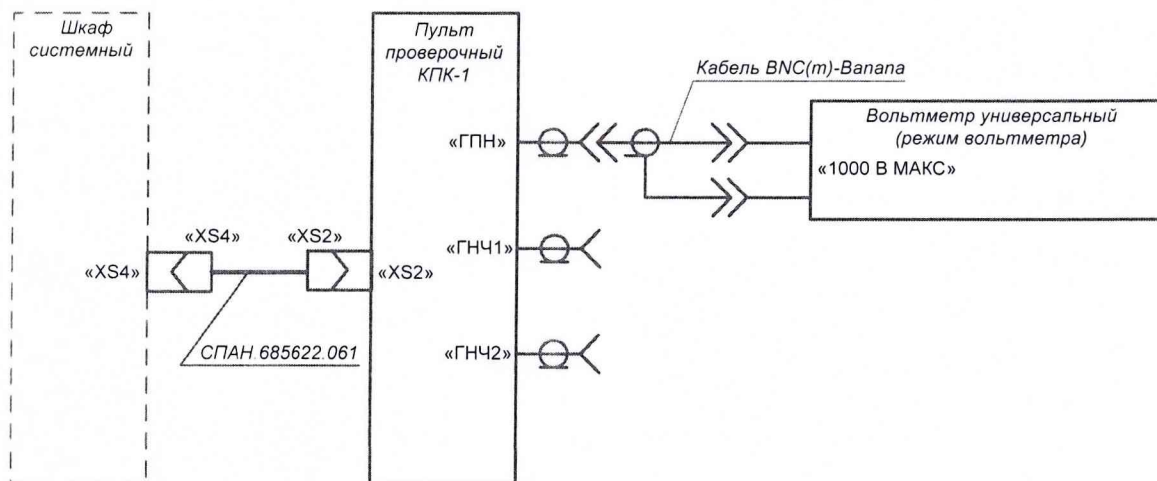 Шкаф
системный
Пульт
проверочный
КПК-1
Кабель BNC(m)-Banana
«ГПН»
Вольтметр универсальный
(режим вольтметра)
«1000 В МАКС»
«XS4»
«XS2»
«ГНЧ1»
«XS4»
«XS2»
СПАН.685622.061
«ГНЧ2»